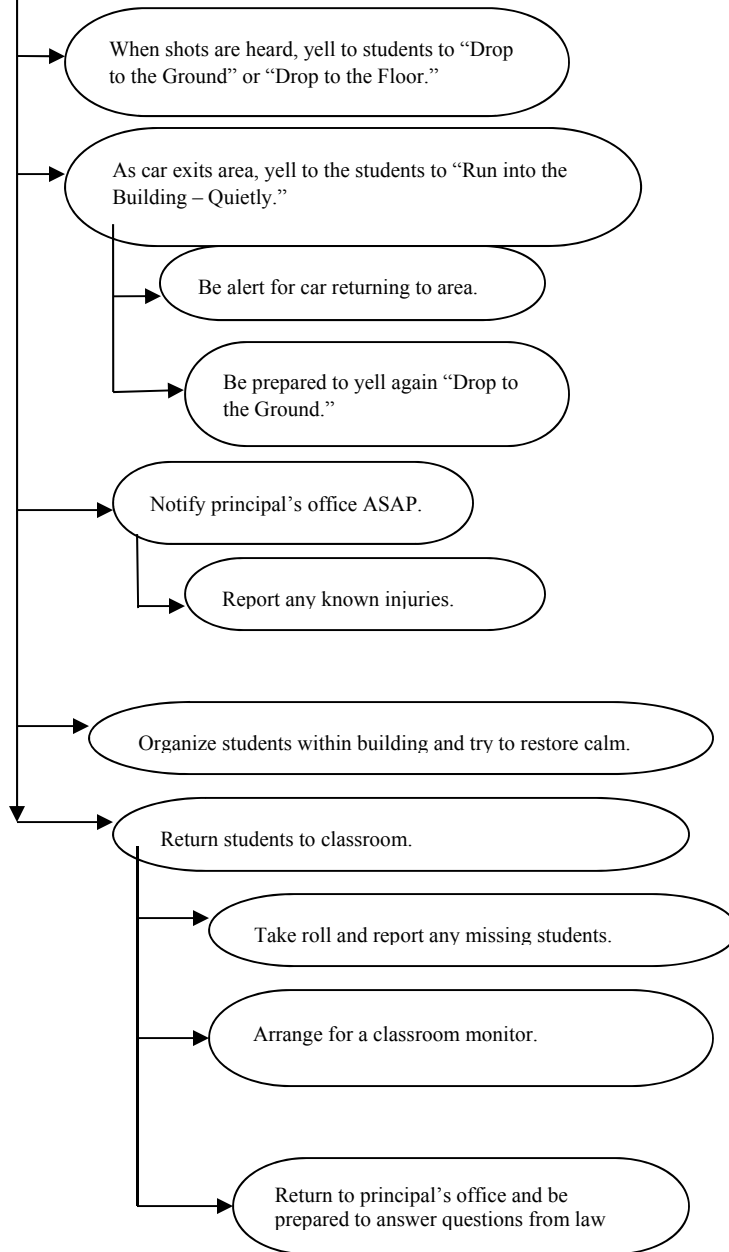 When shots are heard, yell to students to “Drop
to the Ground” or “Drop to the Floor.”
As car exits area, yell to the students to “Run into the
Building – Quietly.”
Be alert for car returning to area.
Be prepared to yell again “Drop to
the Ground.”
Notify principal’s office ASAP.
Report any known injuries.
Organize students within building and try to restore calm.
Return students to classroom.
Take roll and report any missing students.
Arrange for a classroom monitor.
Return to principal’s office and be
prepared to answer questions from law